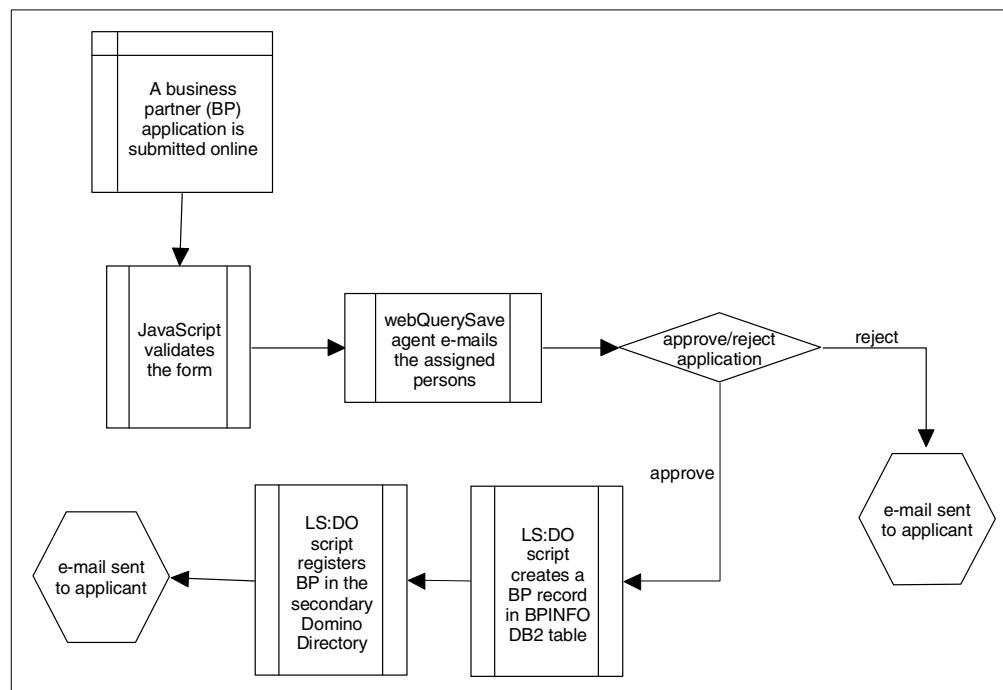 A business
partner (BP)
application is
submitted online
JavaScript
validates
the form
webQuerySave
agent e-mails
the assigned
persons
approve/reject
application
reject
approve
e-mail sent
to applicant
LS:DO
script
creates a
BP record
in BPINFO
DB2 table
LS:DO
script
registers
BP in the
secondary
Domino
Directory
e-mail sent
to applicant